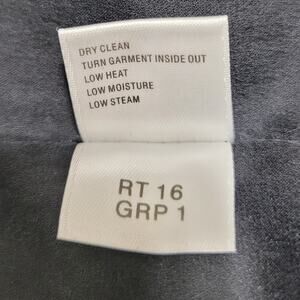 DRY CLEAN
TURN GARMENT INSIDE OUT
LOW HEAT
LOW MOISTURE
LOW STEAM
RT 16
GRP 1